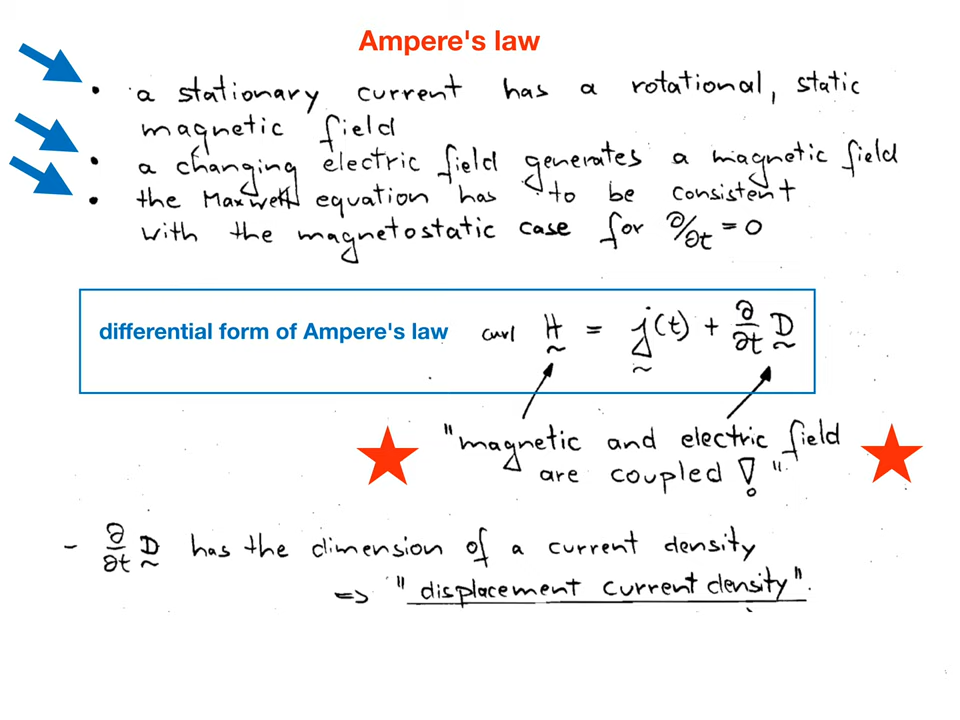 Ampere's law
• a stationary current has a rotational, static
magnetic field
• a changing electric field generates a magnetic field
• the Maxwell equation has to be consistent
with the magnetostatic case for ∂/∂t = 0
differential form of Ampere's law curl H̰ = j̰(t) + ∂/∂t D̰
"magnetic and electric field
are coupled !"
- ∂/∂t D̰ has the dimension of a current density
=> "displacement current density".